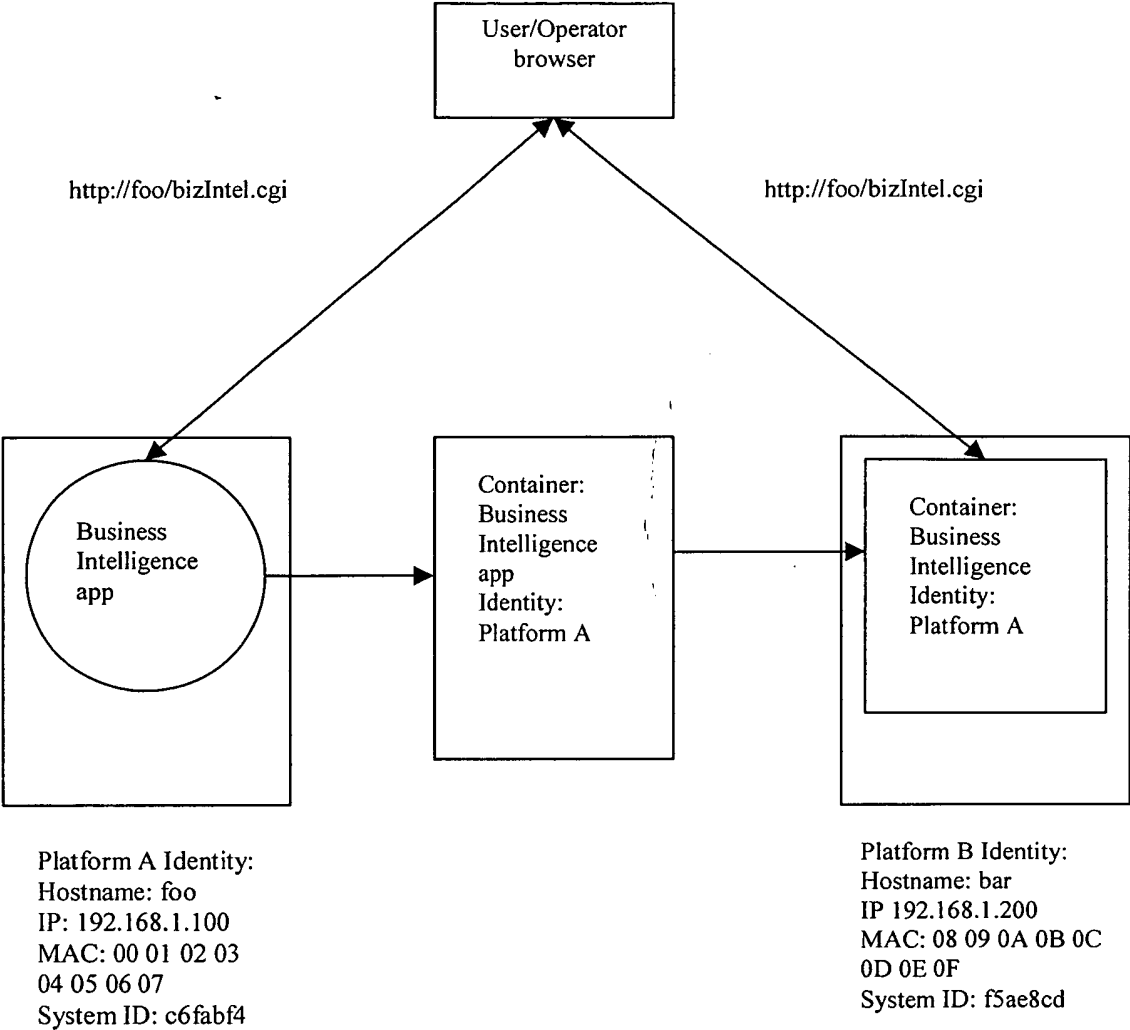 User/Operator
browser
http://foo/bizIntel.cgi
http://foo/bizIntel.cgi
Business
Intelligence
app
Container:
Business
Intelligence
app
Identity:
Platform A
Container:
Business
Intelligence
Identity:
Platform A
Platform A Identity:
Hostname: foo
IP: 192.168.1.100
MAC: 00 01 02 03
04 05 06 07
System ID: c6fabf4
Platform B Identity:
Hostname: bar
IP 192.168.1.200
MAC: 08 09 0A 0B 0C
0D 0E 0F
System ID: f5ae8cd